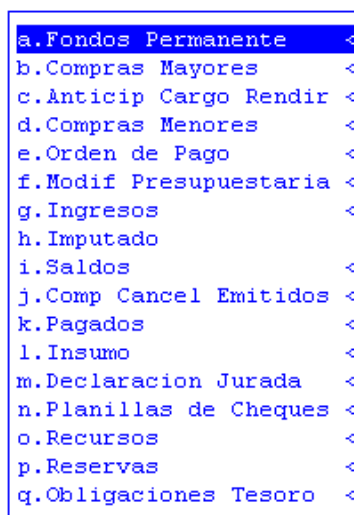 a.Fondos Permanente <
b.Compras Mayores <
c.Anticip Cargo Rendir <
d.Compras Menores <
e.Orden de Pago <
f.Modif Presupuestaria <
g.Ingresos <
h.Imputado
i.Saldos <
j.Comp Cancel Emitidos <
k.Pagados <
l.Insumo <
m.Declaracion Jurada <
n.Planillas de Cheques <
o.Recursos <
p.Reservas <
q.Obligaciones Tesoro <